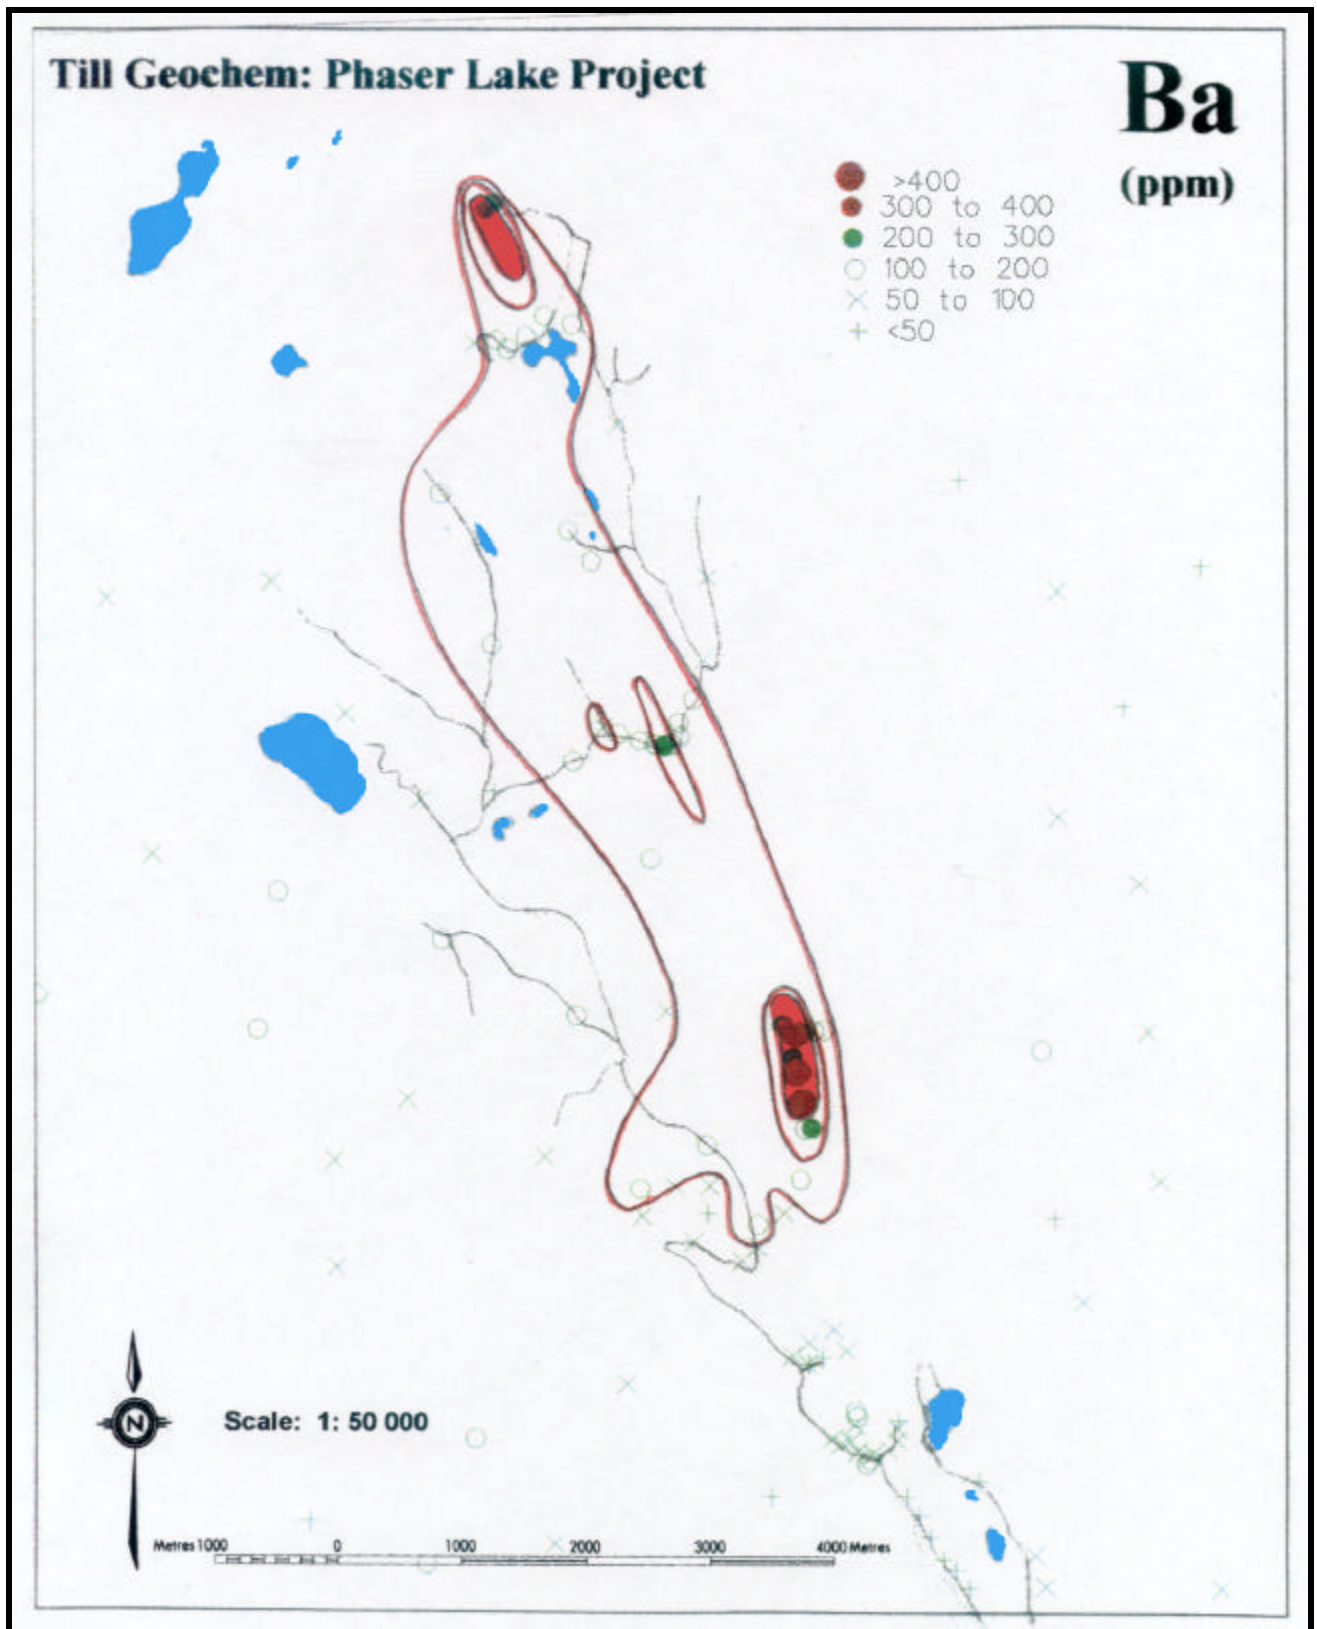 Till Geochem: Phaser Lake Project
Ba
(ppm)
>400
300 to 400
200 to 300
100 to 200
50 to 100
<50
N
Scale: 1: 50 000
Metres 1000 0 1000 2000 3000 4000 Metres